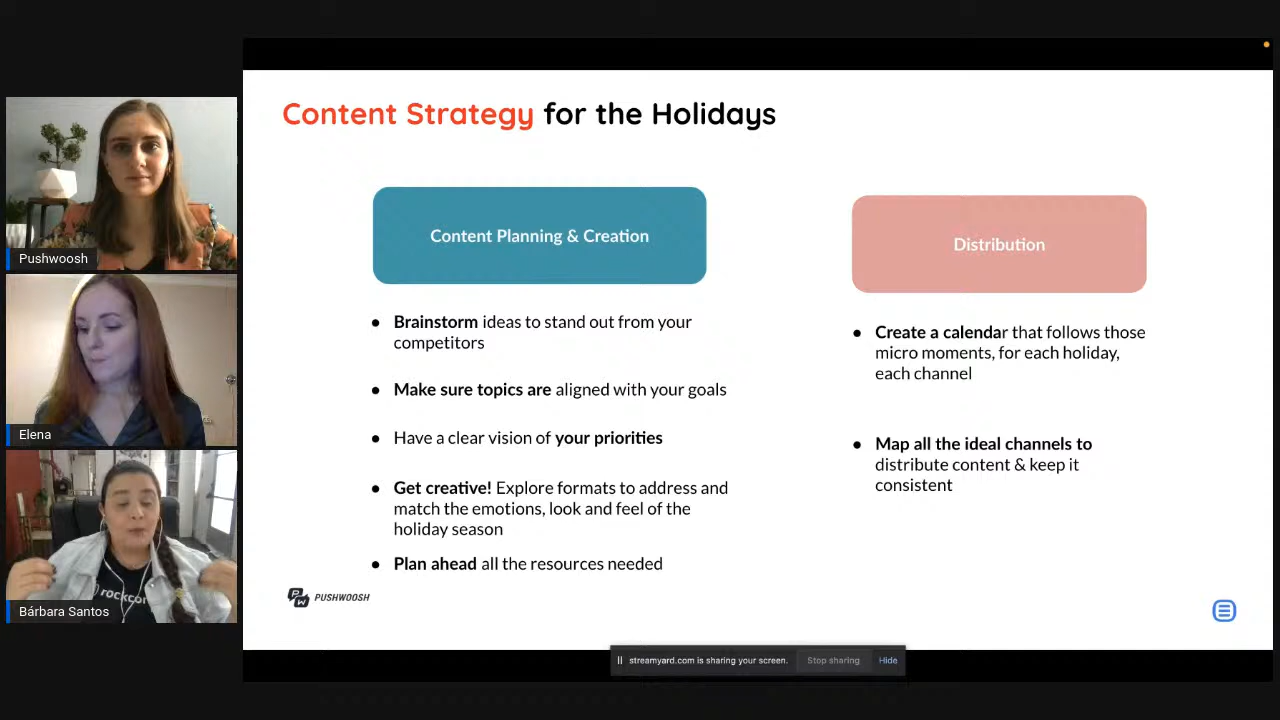 Content Strategy for the Holidays
Content Planning & Creation
• Brainstorm ideas to stand out from your
competitors
• Make sure topics are aligned with your goals
• Have a clear vision of your priorities
• Get creative! Explore formats to address and
match the emotions, look and feel of the
holiday season
• Plan ahead all the resources needed
Distribution
• Create a calendar that follows those
micro moments, for each holiday,
each channel
• Map all the ideal channels to
distribute content & keep it
consistent
PW PUSHWOOSH
streamyard.com is sharing your screen. Stop sharing Hide
Pushwoosh
Elena
rockcon
Bárbara Santos